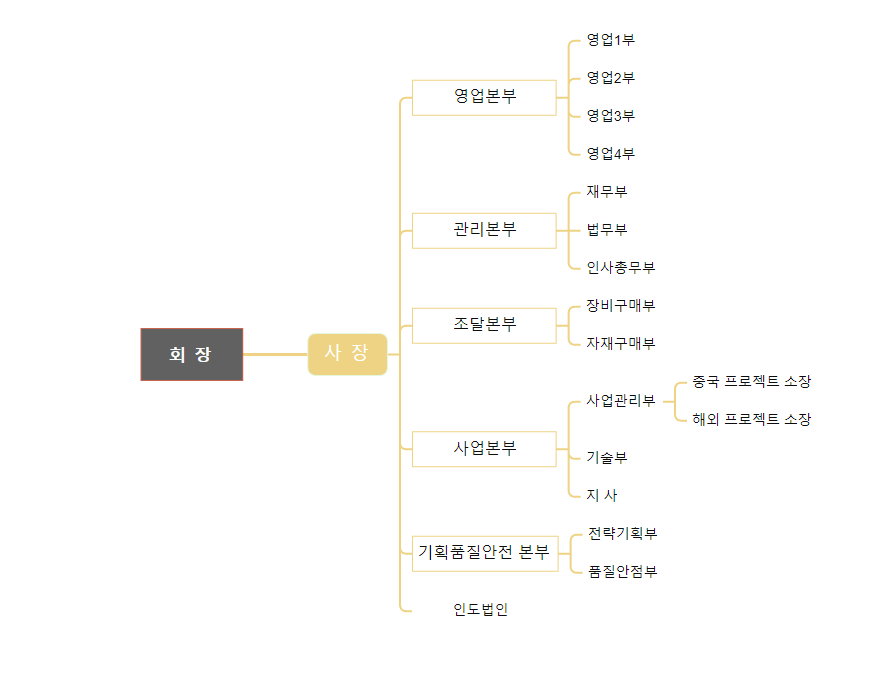 회 장
사 장
영업본부
영업1부
영업2부
영업3부
영업4부
관리본부
재무부
법무부
인사총무부
조달본부
장비구매부
자재구매부
사업본부
사업관리부
중국 프로젝트 소장
해외 프로젝트 소장
기술부
지 사
기획품질안전 본부
전략기획부
품질안점부
인도법인